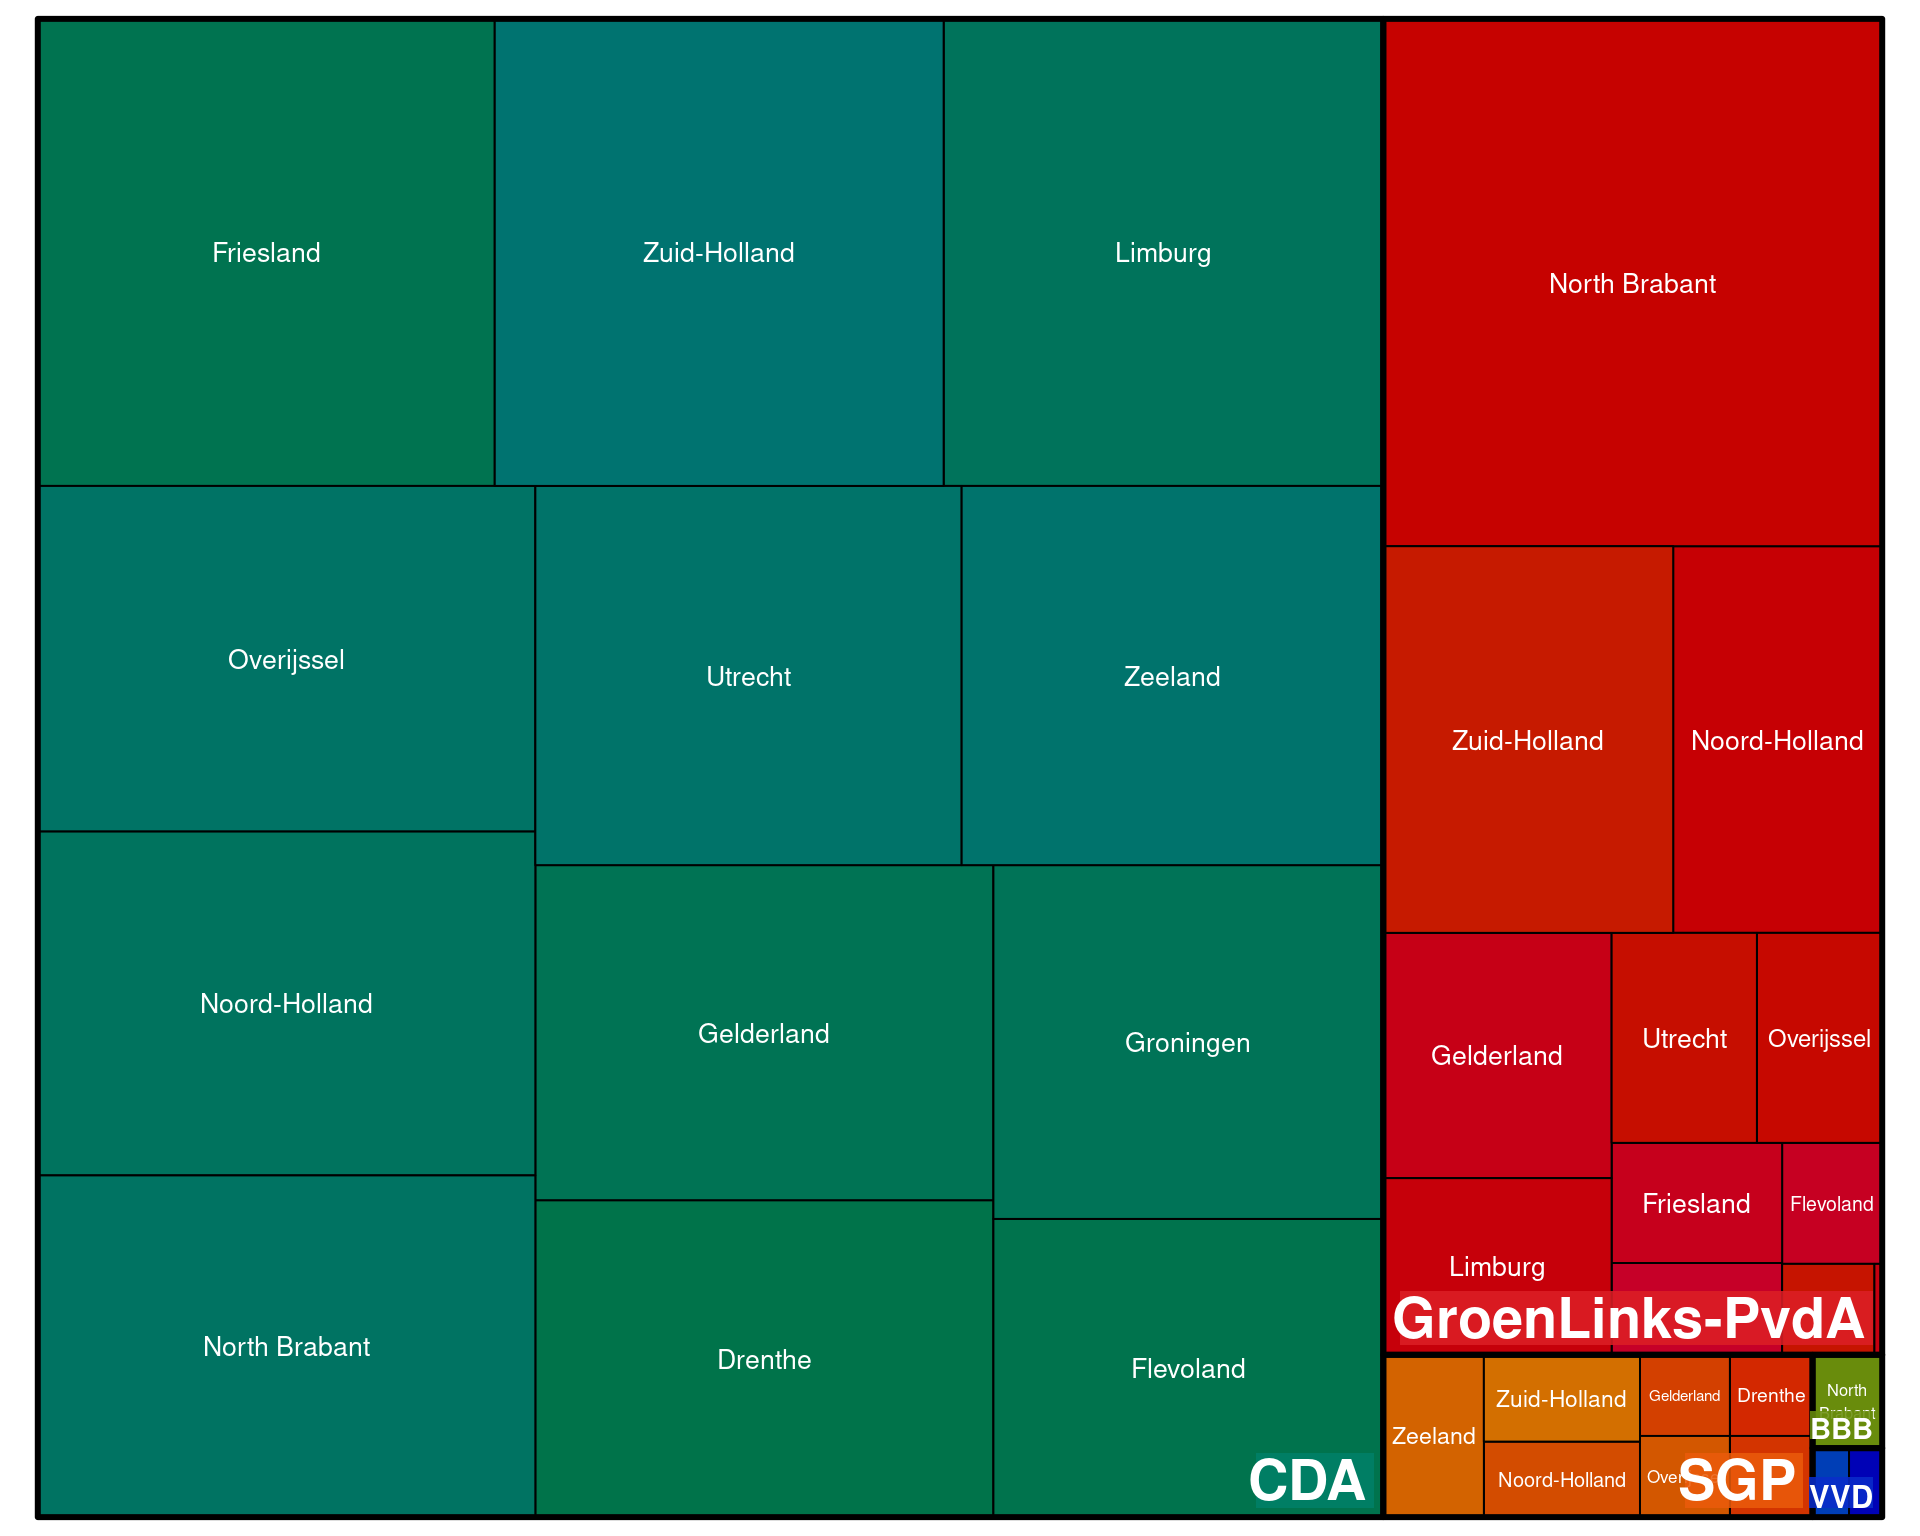 Friesland
Zuid-Holland
Limburg
Overijssel
Utrecht
Zeeland
Noord-Holland
Gelderland
Groningen
North Brabant
Drenthe
Flevoland
CDA
North Brabant
Zuid-Holland
Noord-Holland
Gelderland
Utrecht
Overijssel
Friesland
Flevoland
Limburg
GroenLinks-PvdA
Zeeland
Zuid-Holland
Gelderland
Drenthe
Noord-Holland
SGP
North
Brabant
BBB
VVD